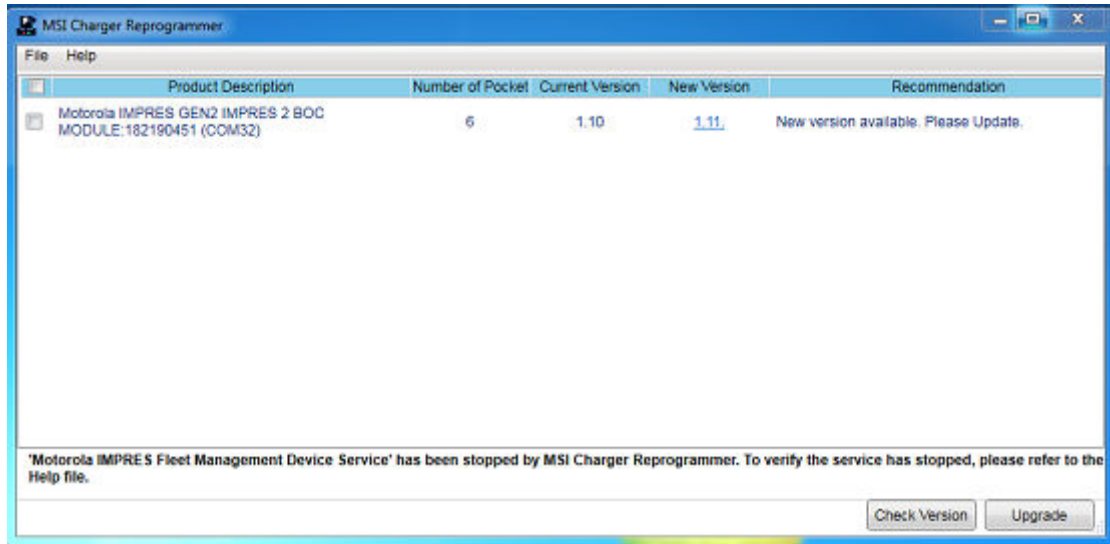 MSI Charger Reprogrammer
File Help
Product Description Number of Pocket Current Version New Version Recommendation
Motorola IMPRES GEN2 IMPRES 2 BOC
MODULE:182190451 (COM32) 6 1.10 1.11. New version available. Please Update.
'Motorola IMPRES Fleet Management Device Service' has been stopped by MSI Charger Reprogrammer. To verify the service has stopped, please refer to the
Help file.
Check Version Upgrade